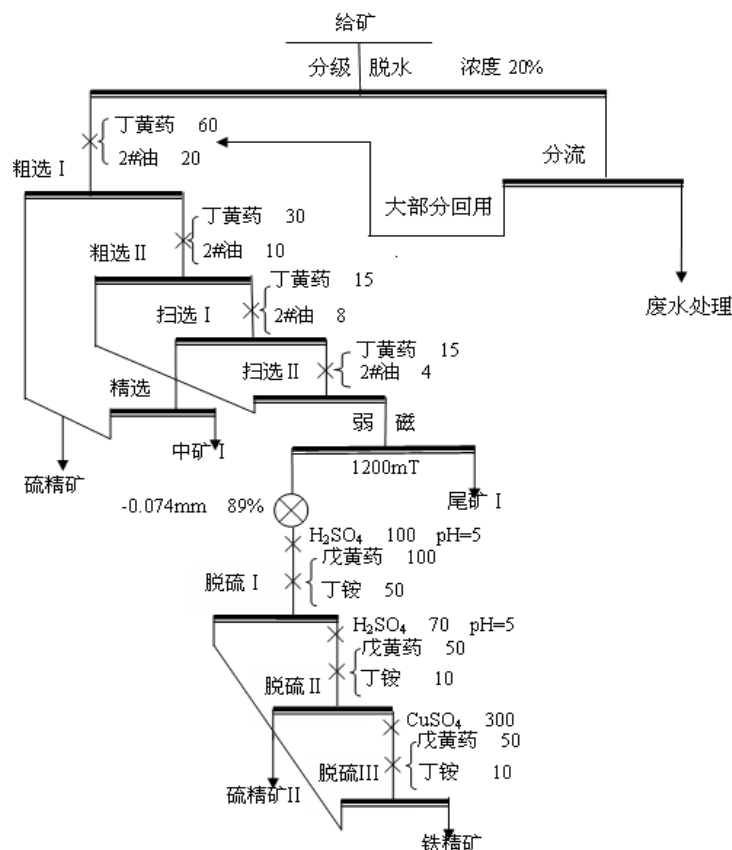 给矿
分级 脱水 浓度 20%
丁黄药 60
2#油 20
粗选 I
分流
大部分回用
丁黄药 30
2#油 10
粗选 II
丁黄药 15
2#油 8
扫选 I
废水处理
丁黄药 15
2#油 4
扫选 II
精选
弱 磁
中矿 I
1200mT
硫精矿
尾矿 I
-0.074mm 89%
H₂SO₄ 100 pH=5
戊黄药 100
丁铵 50
脱硫 I
H₂SO₄ 70 pH=5
戊黄药 50
丁铵 10
脱硫 II
CuSO₄ 300
戊黄药 50
丁铵 10
脱硫III
硫精矿II
铁精矿